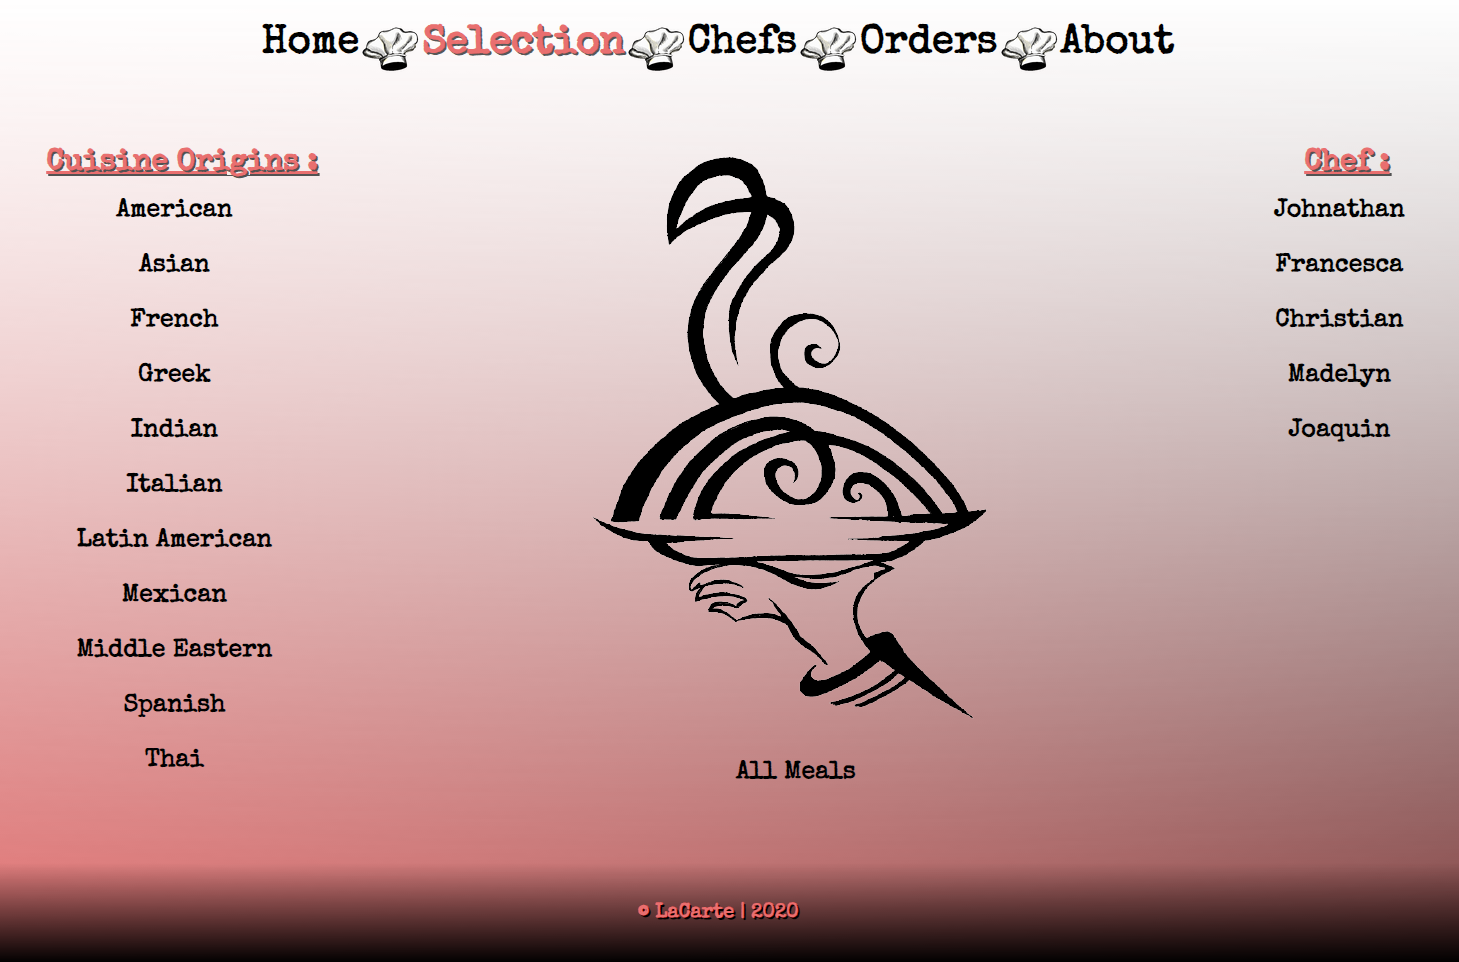 Home Selection Chefs Orders About
Cuisine Origins :
American
Asian
French
Greek
Indian
Italian
Latin American
Mexican
Middle Eastern
Spanish
Thai
All Meals
Chef :
Johnathan
Francesca
Christian
Madelyn
Joaquin
© LaCarte | 2020